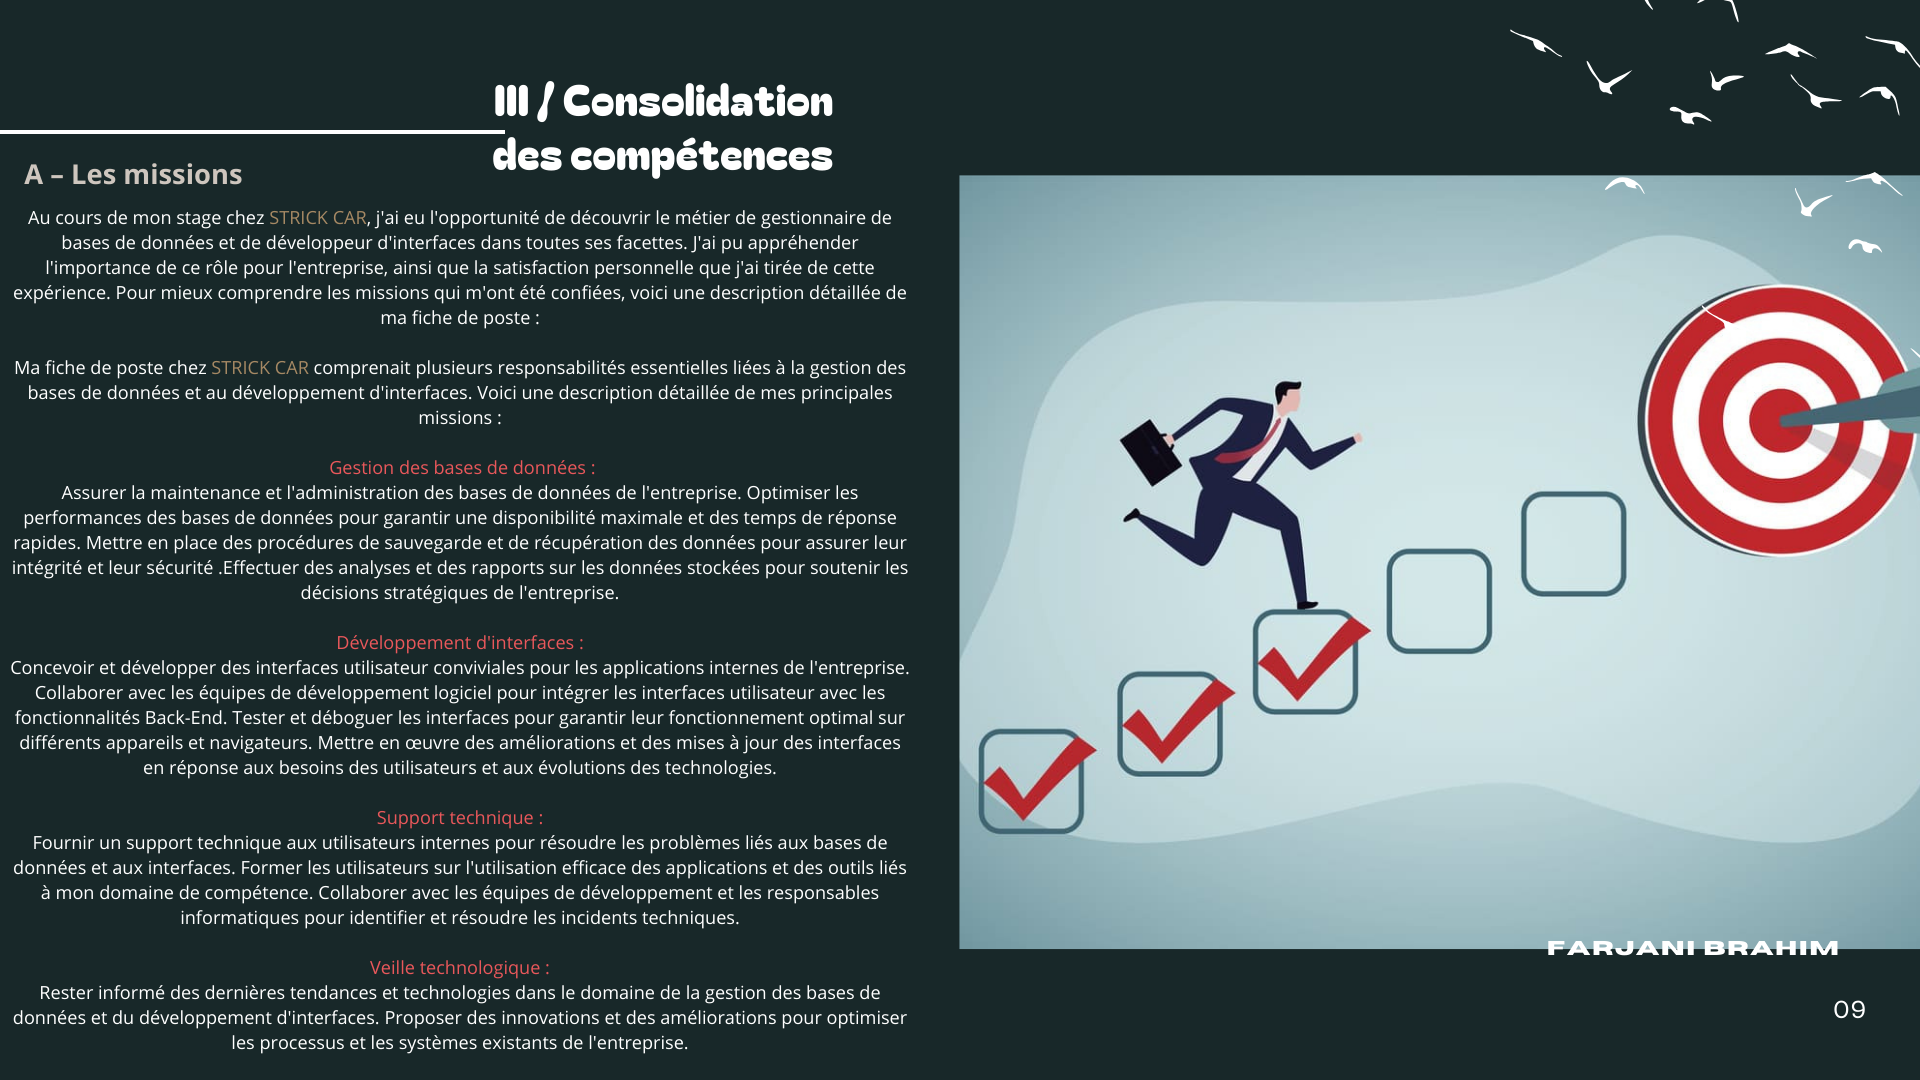 III / Consolidation
des compétences
A – Les missions
Au cours de mon stage chez STRICK CAR, j'ai eu l'opportunité de découvrir le métier de gestionnaire de
bases de données et de développeur d'interfaces dans toutes ses facettes. J'ai pu appréhender
l'importance de ce rôle pour l'entreprise, ainsi que la satisfaction personnelle que j'ai tirée de cette
expérience. Pour mieux comprendre les missions qui m'ont été confiées, voici une description détaillée de
ma fiche de poste :
Ma fiche de poste chez STRICK CAR comprenait plusieurs responsabilités essentielles liées à la gestion des
bases de données et au développement d'interfaces. Voici une description détaillée de mes principales
missions :
Gestion des bases de données :
Assurer la maintenance et l'administration des bases de données de l'entreprise. Optimiser les
performances des bases de données pour garantir une disponibilité maximale et des temps de réponse
rapides. Mettre en place des procédures de sauvegarde et de récupération des données pour assurer leur
intégrité et leur sécurité .Effectuer des analyses et des rapports sur les données stockées pour soutenir les
décisions stratégiques de l'entreprise.
Développement d'interfaces :
Concevoir et développer des interfaces utilisateur conviviales pour les applications internes de l'entreprise.
Collaborer avec les équipes de développement logiciel pour intégrer les interfaces utilisateur avec les
fonctionnalités Back-End. Tester et déboguer les interfaces pour garantir leur fonctionnement optimal sur
différents appareils et navigateurs. Mettre en œuvre des améliorations et des mises à jour des interfaces
en réponse aux besoins des utilisateurs et aux évolutions des technologies.
Support technique :
Fournir un support technique aux utilisateurs internes pour résoudre les problèmes liés aux bases de
données et aux interfaces. Former les utilisateurs sur l'utilisation efficace des applications et des outils liés
à mon domaine de compétence. Collaborer avec les équipes de développement et les responsables
informatiques pour identifier et résoudre les incidents techniques.
Veille technologique :
Rester informé des dernières tendances et technologies dans le domaine de la gestion des bases de
données et du développement d'interfaces. Proposer des innovations et des améliorations pour optimiser
les processus et les systèmes existants de l'entreprise.
FARJANI BRAHIM
09